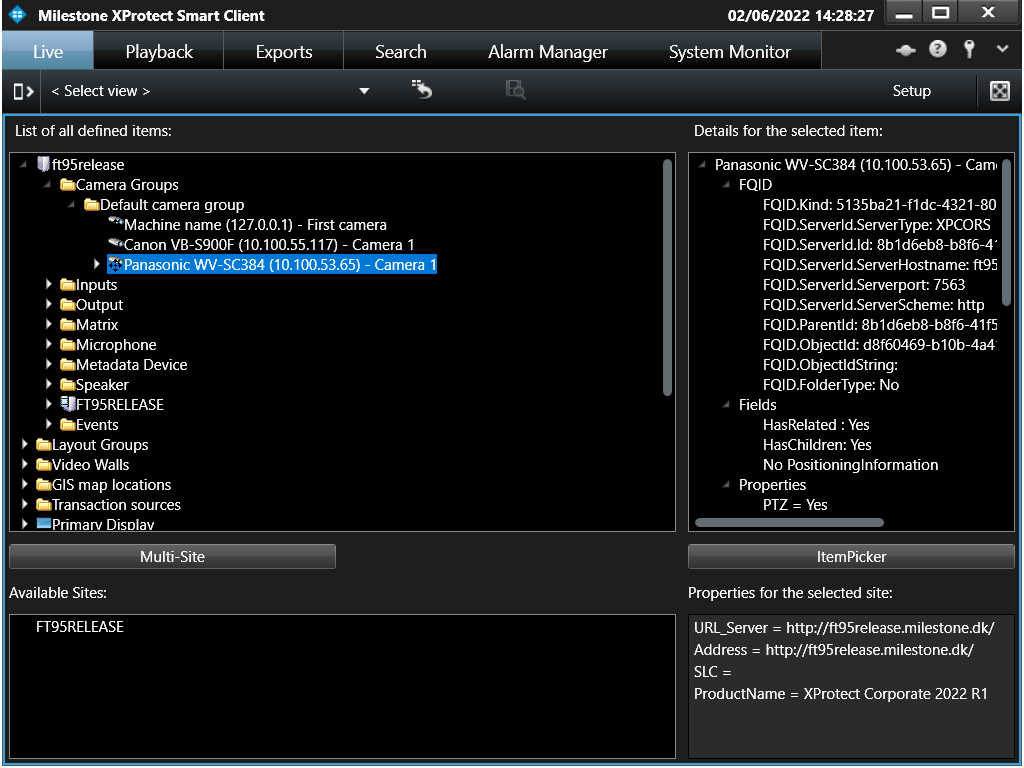 Milestone XProtect Smart Client
02/06/2022 14:28:27
Live
Playback
Exports
Search
Alarm Manager
System Monitor
< Select view >
Setup
List of all defined items:
ft95release
Camera Groups
Default camera group
Machine name (127.0.0.1) - First camera
Canon VB-S900F (10.100.55.117) - Camera 1
Panasonic WV-SC384 (10.100.53.65) - Camera 1
Inputs
Output
Matrix
Microphone
Metadata Device
Speaker
FT95RELEASE
Events
Layout Groups
Video Walls
GIS map locations
Transaction sources
Primary Display
Details for the selected item:
Panasonic WV-SC384 (10.100.53.65) - Came
FQID
FQID.Kind: 5135ba21-f1dc-4321-80
FQID.ServerId.ServerType: XPCORS
FQID.ServerId.Id: 8b1d6eb8-b8f6-41
FQID.ServerId.ServerHostname: ft95
FQID.ServerId.Serverport: 7563
FQID.ServerId.ServerScheme: http
FQID.ParentId: 8b1d6eb8-b8f6-41f5
FQID.ObjectId: d8f60469-b10b-4a4
FQID.ObjectIdString:
FQID.FolderType: No
Fields
HasRelated : Yes
HasChildren: Yes
No PositioningInformation
Properties
PTZ = Yes
Multi-Site
ItemPicker
Available Sites:
FT95RELEASE
Properties for the selected site:
URL_Server = http://ft95release.milestone.dk/
Address = http://ft95release.milestone.dk/
SLC =
ProductName = XProtect Corporate 2022 R1